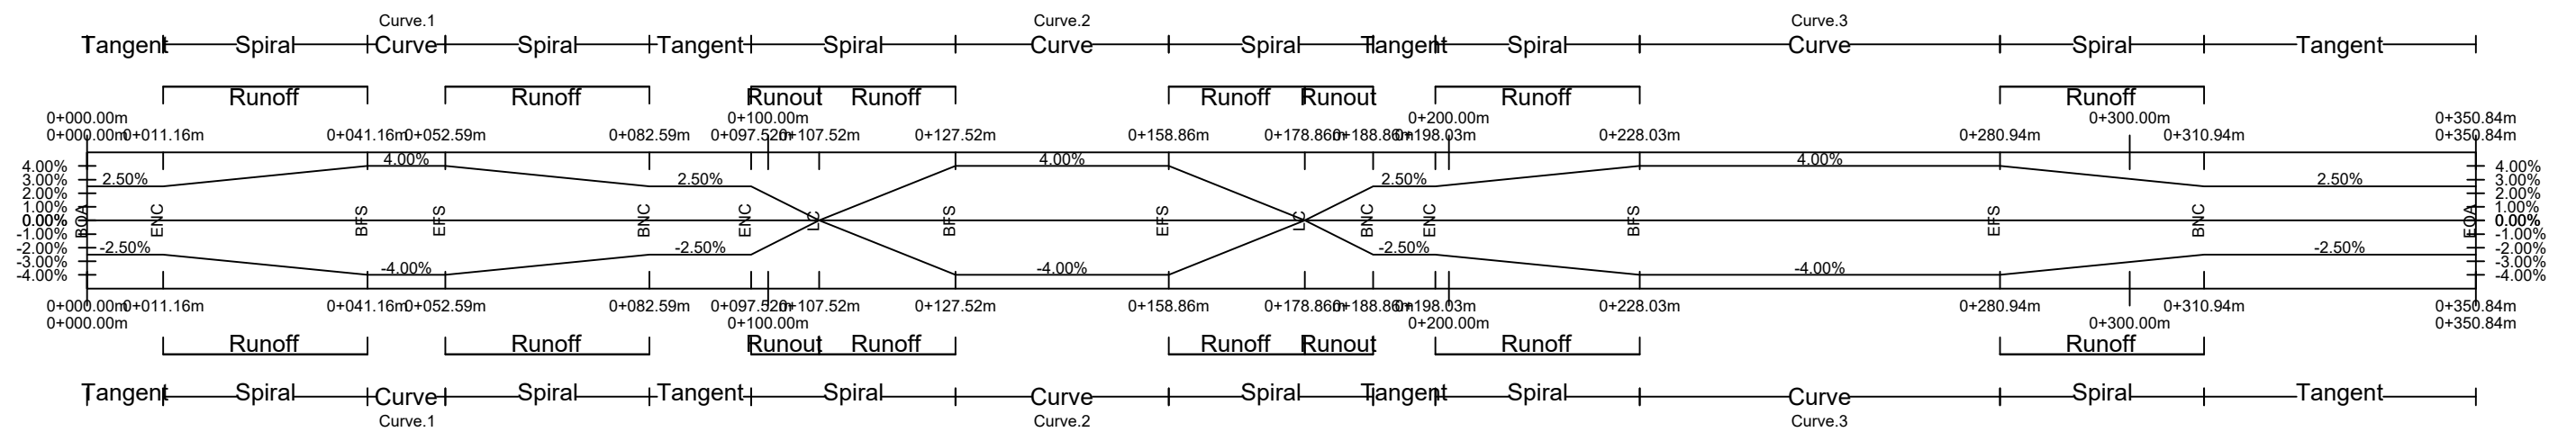 Curve.1 Curve.2 Curve.3
Tangent Spiral Curve Spiral Tangent Spiral Curve Spiral Tangent Spiral Curve Spiral Tangent
Runoff Runoff Runout Runoff Runoff Runout Runoff Runoff
0+000.00m 0+100.00m 0+200.00m 0+300.00m 0+350.84m
0+000.00m 0+011.16m 0+041.16m 0+052.59m 0+082.59m 0+097.52m 0+107.52m 0+127.52m 0+158.86m 0+178.86m 0+188.86m 0+198.03m 0+228.03m 0+280.94m 0+310.94m 0+350.84m
4.00% 4.00% 4.00% 4.00% 4.00%
3.00% 2.50% 2.50% 2.50% 2.50% 3.00%
2.00% 2.00%
1.00% 1.00%
0.00% BOA ENC BFS EFS BNC ENC LC BFS EFS LC BNC ENC BFS EFS BNC EOA 0.00%
-1.00% -1.00%
-2.00% -2.50% -2.50% -2.50% -2.50% -2.00%
-3.00% -3.00%
-4.00% -4.00% -4.00% -4.00% -4.00%
0+000.00m 0+011.16m 0+041.16m 0+052.59m 0+082.59m 0+097.52m 0+107.52m 0+127.52m 0+158.86m 0+178.86m 0+188.86m 0+198.03m 0+228.03m 0+280.94m 0+310.94m 0+350.84m
0+000.00m 0+100.00m 0+200.00m 0+300.00m 0+350.84m
Runoff Runoff Runout Runoff Runoff Runout Runoff Runoff
Tangent Spiral Curve Spiral Tangent Spiral Curve Spiral Tangent Spiral Curve Spiral Tangent
Curve.1 Curve.2 Curve.3